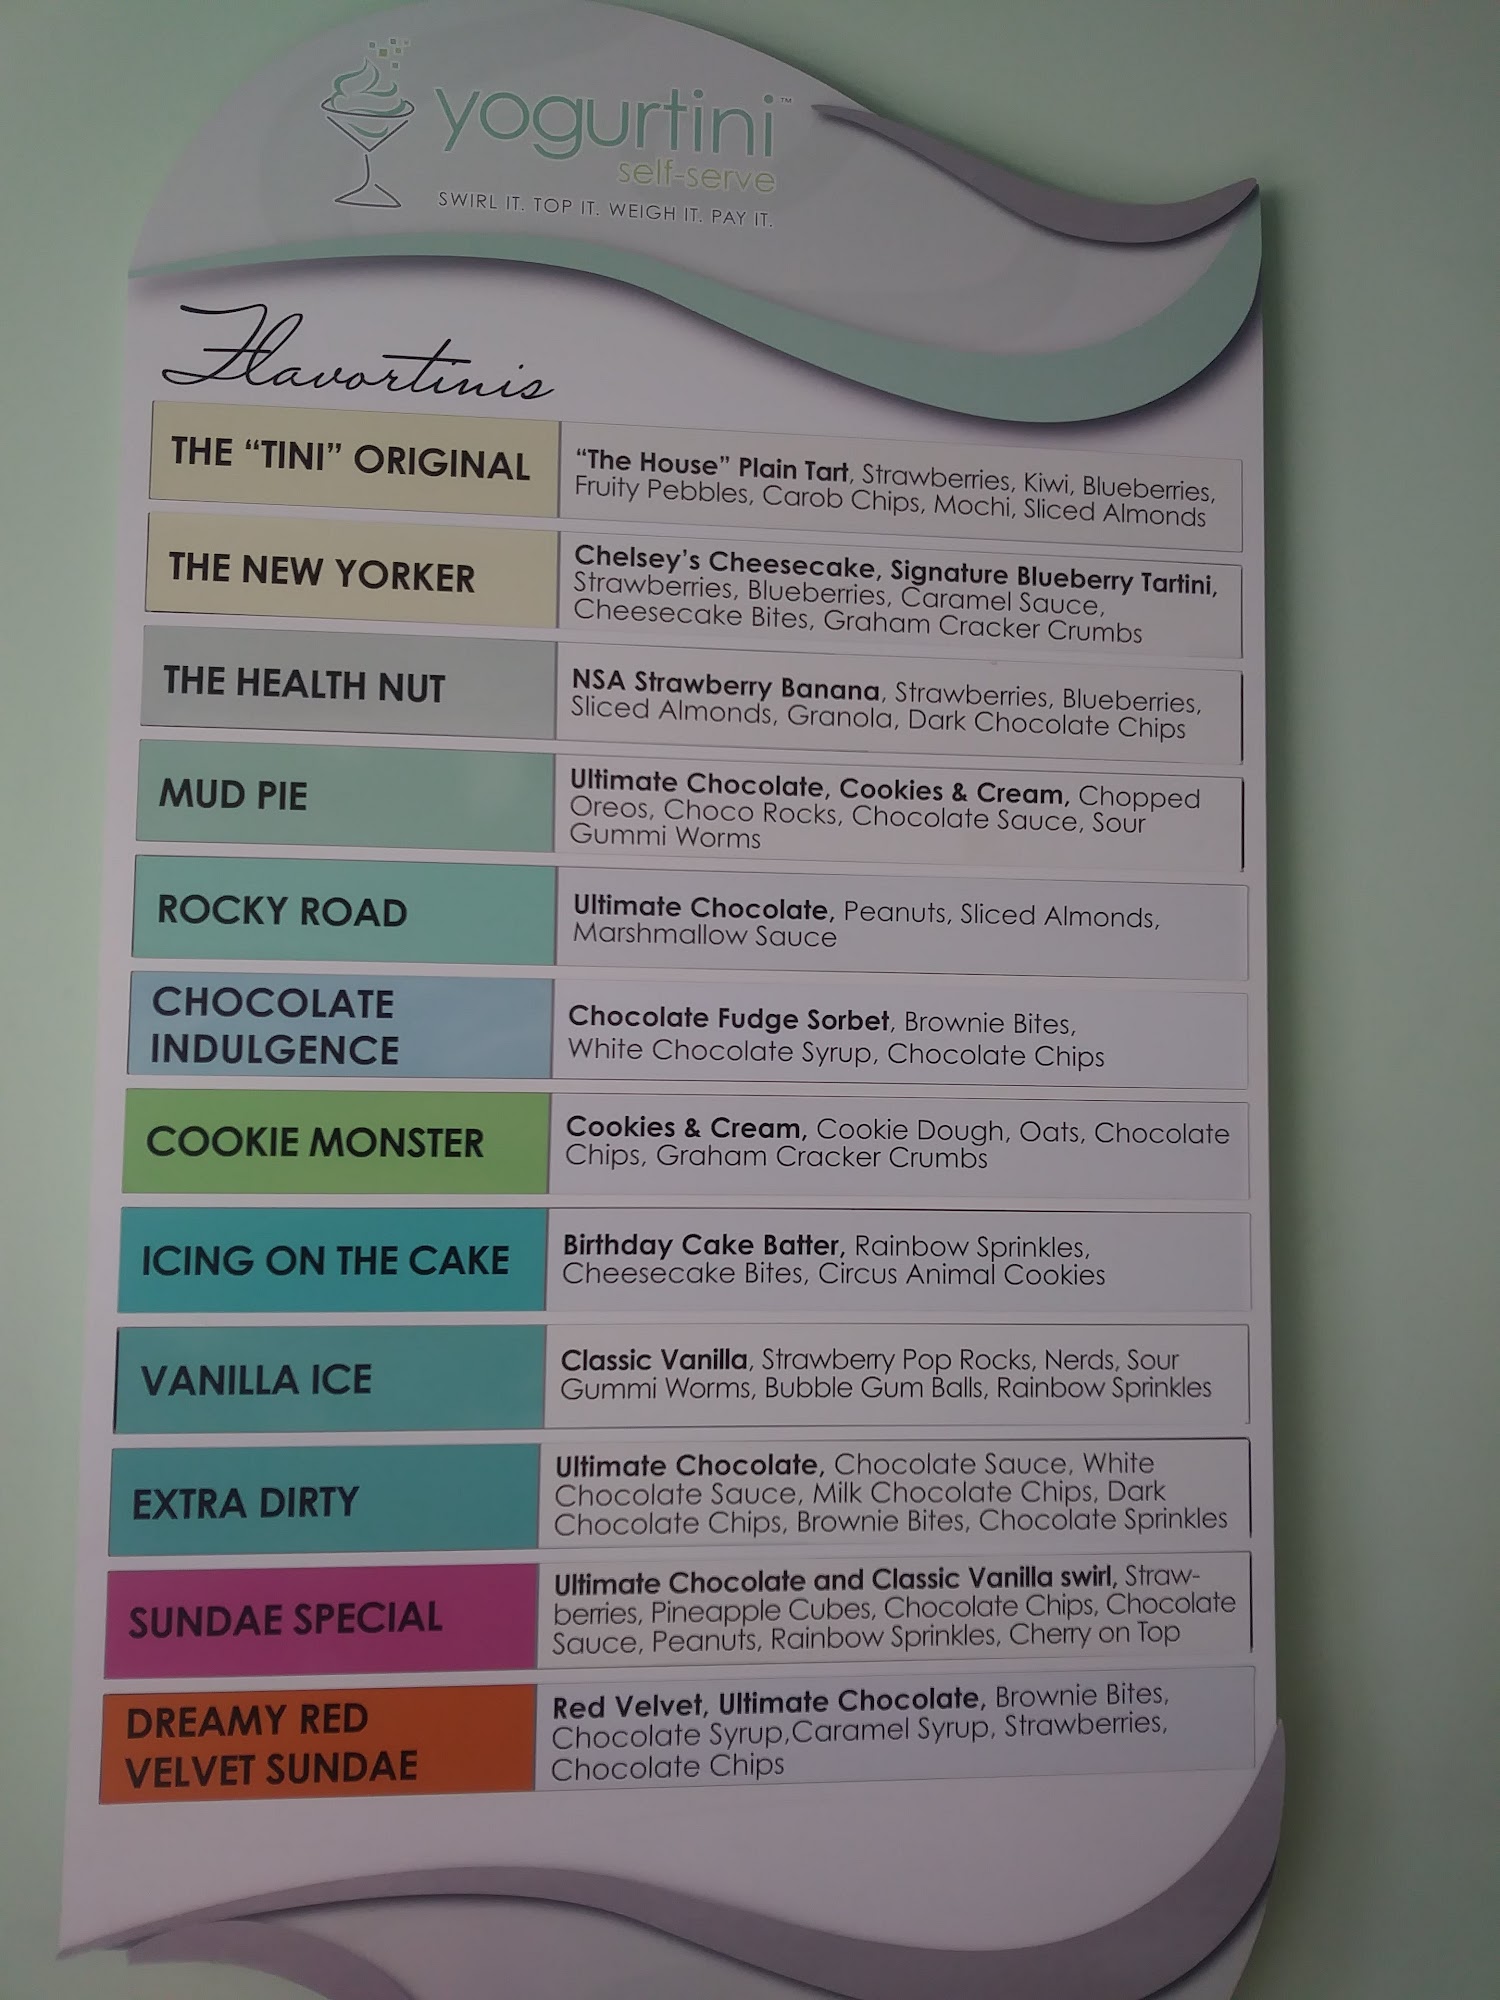 yogurtini™
self-serve
SWIRL IT. TOP IT. WEIGH IT. PAY IT.
Flavortinis
THE “TINI” ORIGINAL
“The House” Plain Tart, Strawberries, Kiwi, Blueberries,
Fruity Pebbles, Carob Chips, Mochi, Sliced Almonds
THE NEW YORKER
Chelsey’s Cheesecake, Signature Blueberry Tartini,
Strawberries, Blueberries, Caramel Sauce,
Cheesecake Bites, Graham Cracker Crumbs
THE HEALTH NUT
NSA Strawberry Banana, Strawberries, Blueberries,
Sliced Almonds, Granola, Dark Chocolate Chips
MUD PIE
Ultimate Chocolate, Cookies & Cream, Chopped
Oreos, Choco Rocks, Chocolate Sauce, Sour
Gummi Worms
ROCKY ROAD
Ultimate Chocolate, Peanuts, Sliced Almonds,
Marshmallow Sauce
CHOCOLATE
INDULGENCE
Chocolate Fudge Sorbet, Brownie Bites,
White Chocolate Syrup, Chocolate Chips
COOKIE MONSTER
Cookies & Cream, Cookie Dough, Oats, Chocolate
Chips, Graham Cracker Crumbs
ICING ON THE CAKE
Birthday Cake Batter, Rainbow Sprinkles,
Cheesecake Bites, Circus Animal Cookies
VANILLA ICE
Classic Vanilla, Strawberry Pop Rocks, Nerds, Sour
Gummi Worms, Bubble Gum Balls, Rainbow Sprinkles
EXTRA DIRTY
Ultimate Chocolate, Chocolate Sauce, White
Chocolate Sauce, Milk Chocolate Chips, Dark
Chocolate Chips, Brownie Bites, Chocolate Sprinkles
SUNDAE SPECIAL
Ultimate Chocolate and Classic Vanilla swirl, Straw-
berries, Pineapple Cubes, Chocolate Chips, Chocolate
Sauce, Peanuts, Rainbow Sprinkles, Cherry on Top
DREAMY RED
VELVET SUNDAE
Red Velvet, Ultimate Chocolate, Brownie Bites,
Chocolate Syrup,Caramel Syrup, Strawberries,
Chocolate Chips